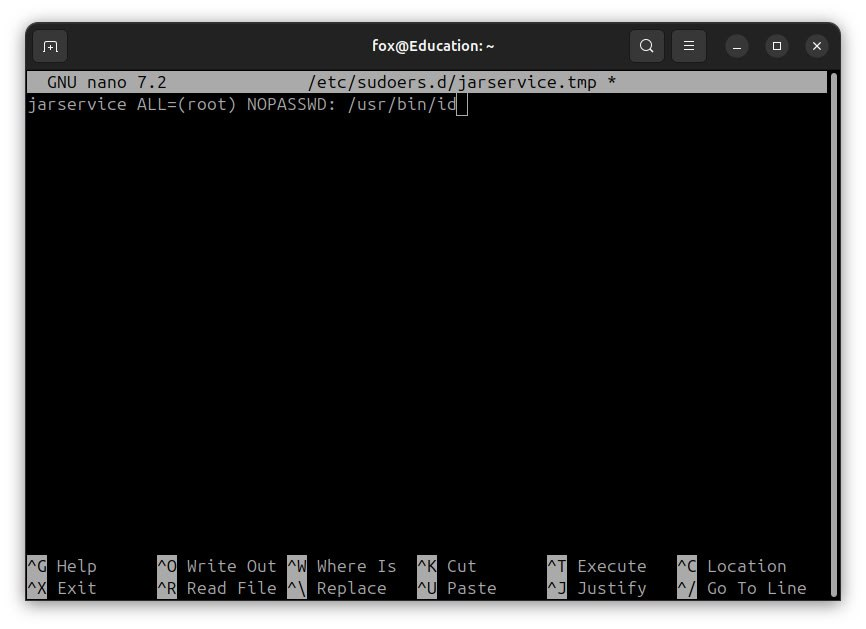 fox@Education: ~
GNU nano 7.2 /etc/sudoers.d/jarservice.tmp *
jarservice ALL=(root) NOPASSWD: /usr/bin/id
^G Help ^O Write Out ^W Where Is ^K Cut ^T Execute ^C Location
^X Exit ^R Read File ^\ Replace ^U Paste ^J Justify ^/ Go To Line